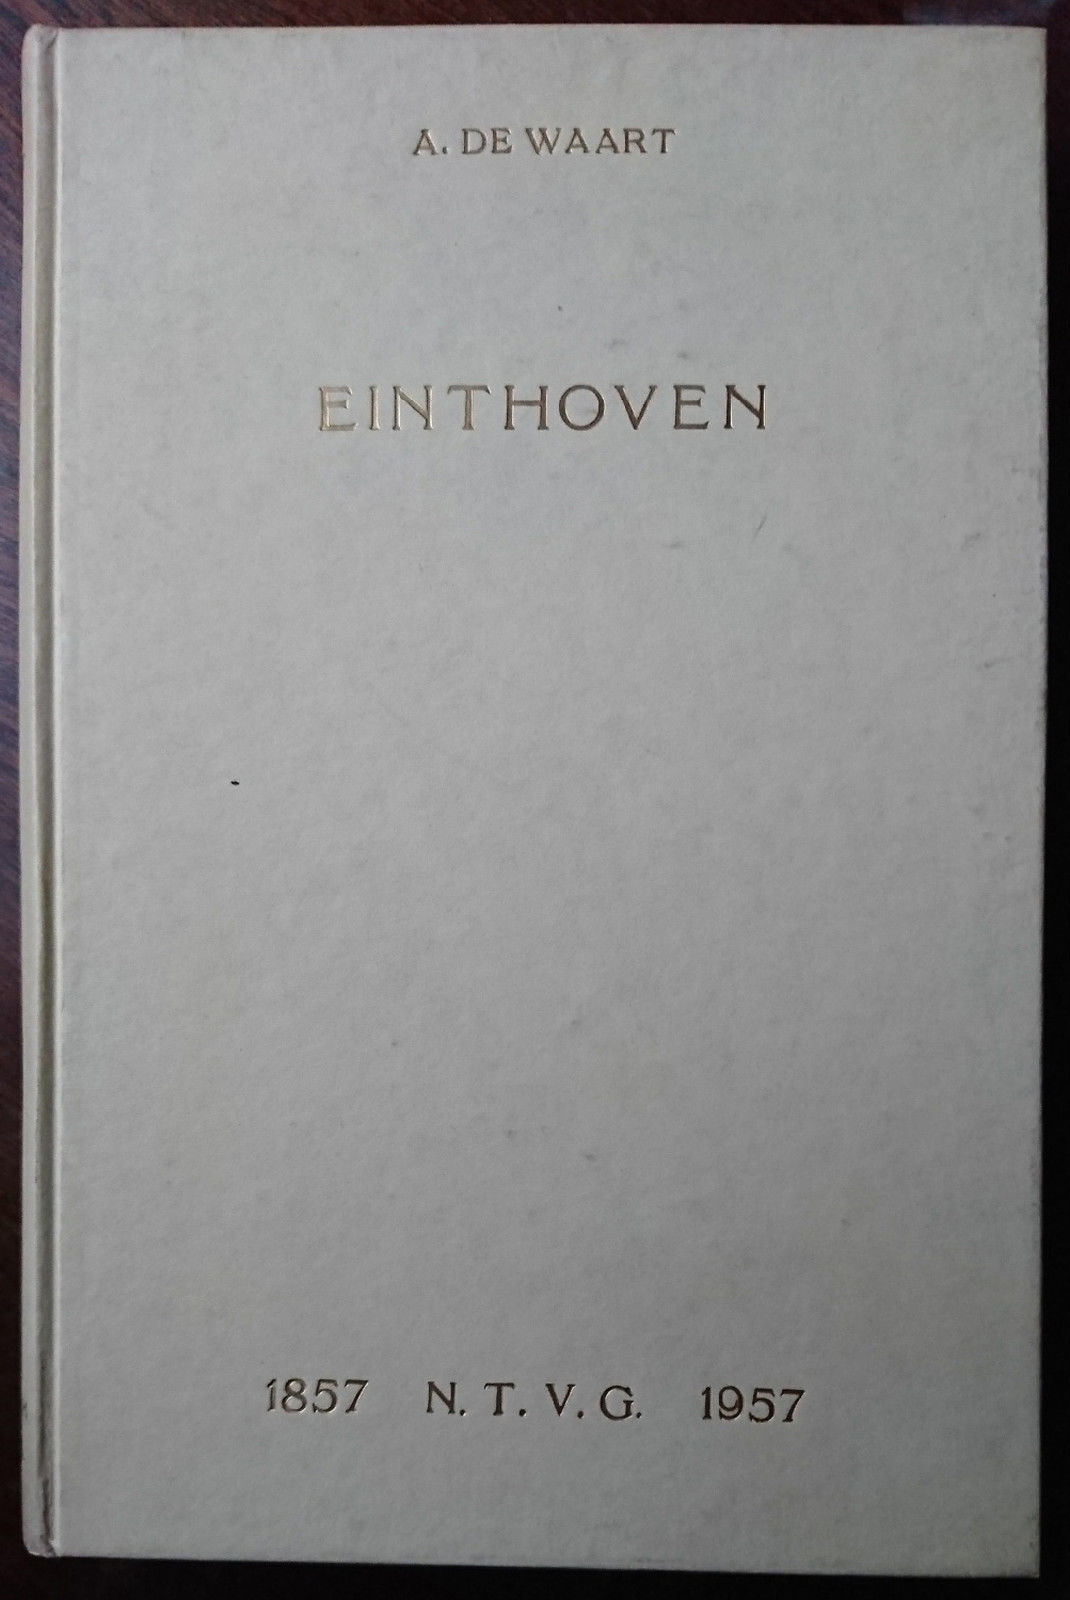 A. DE WAART
EINTHOVEN
1857 N. T. V. G. 1957